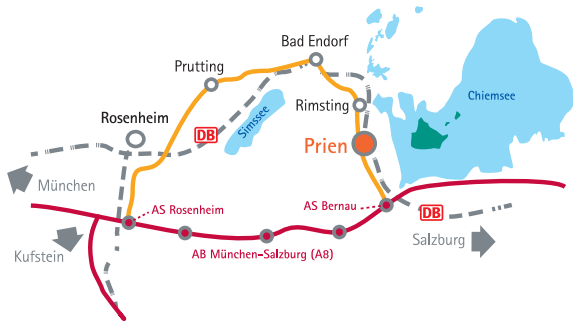 Bad Endorf
Prutting
Chiemsee
Rimsting
Rosenheim
Simssee
DB
Prien
München
AS Rosenheim
AS Bernau
DB
Kufstein
AB München-Salzburg (A8)
Salzburg